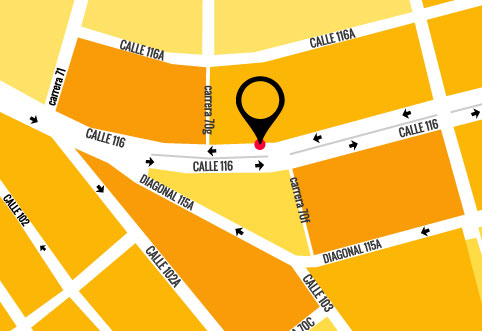 CALLE 116A
CALLE 116A
carrera 71
carrera 70g
CALLE 116
CALLE 116
CALLE 116
DIAGONAL 115A
carrera 70f
CALLE 102
CALLE 102A
DIAGONAL 115A
CALLE 103
70C